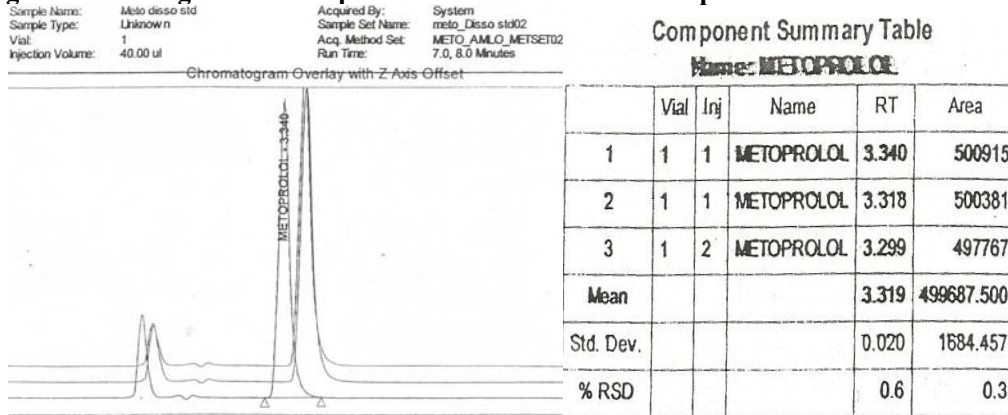 Sample Name: Meto disso std Acquired By: System
Sample Type: Unknown Sample Set Name: meto_Disso std02
Vial: 1 Acq. Method Set: METO_AMLO_METSET02
Injection Volume: 40.00 ul Run Time: 7.0, 8.0 Minutes
Chromatogram Overlay with Z Axis Offset
METOPROLOL - 3.340
Component Summary Table
Name: METOPROLOL
Vial Inj Name RT Area
1 1 1 METOPROLOL 3.340 500915
2 1 1 METOPROLOL 3.318 500381
3 1 2 METOPROLOL 3.299 497767
Mean 3.319 499687.500
Std. Dev. 0.020 1684.457
% RSD 0.6 0.3